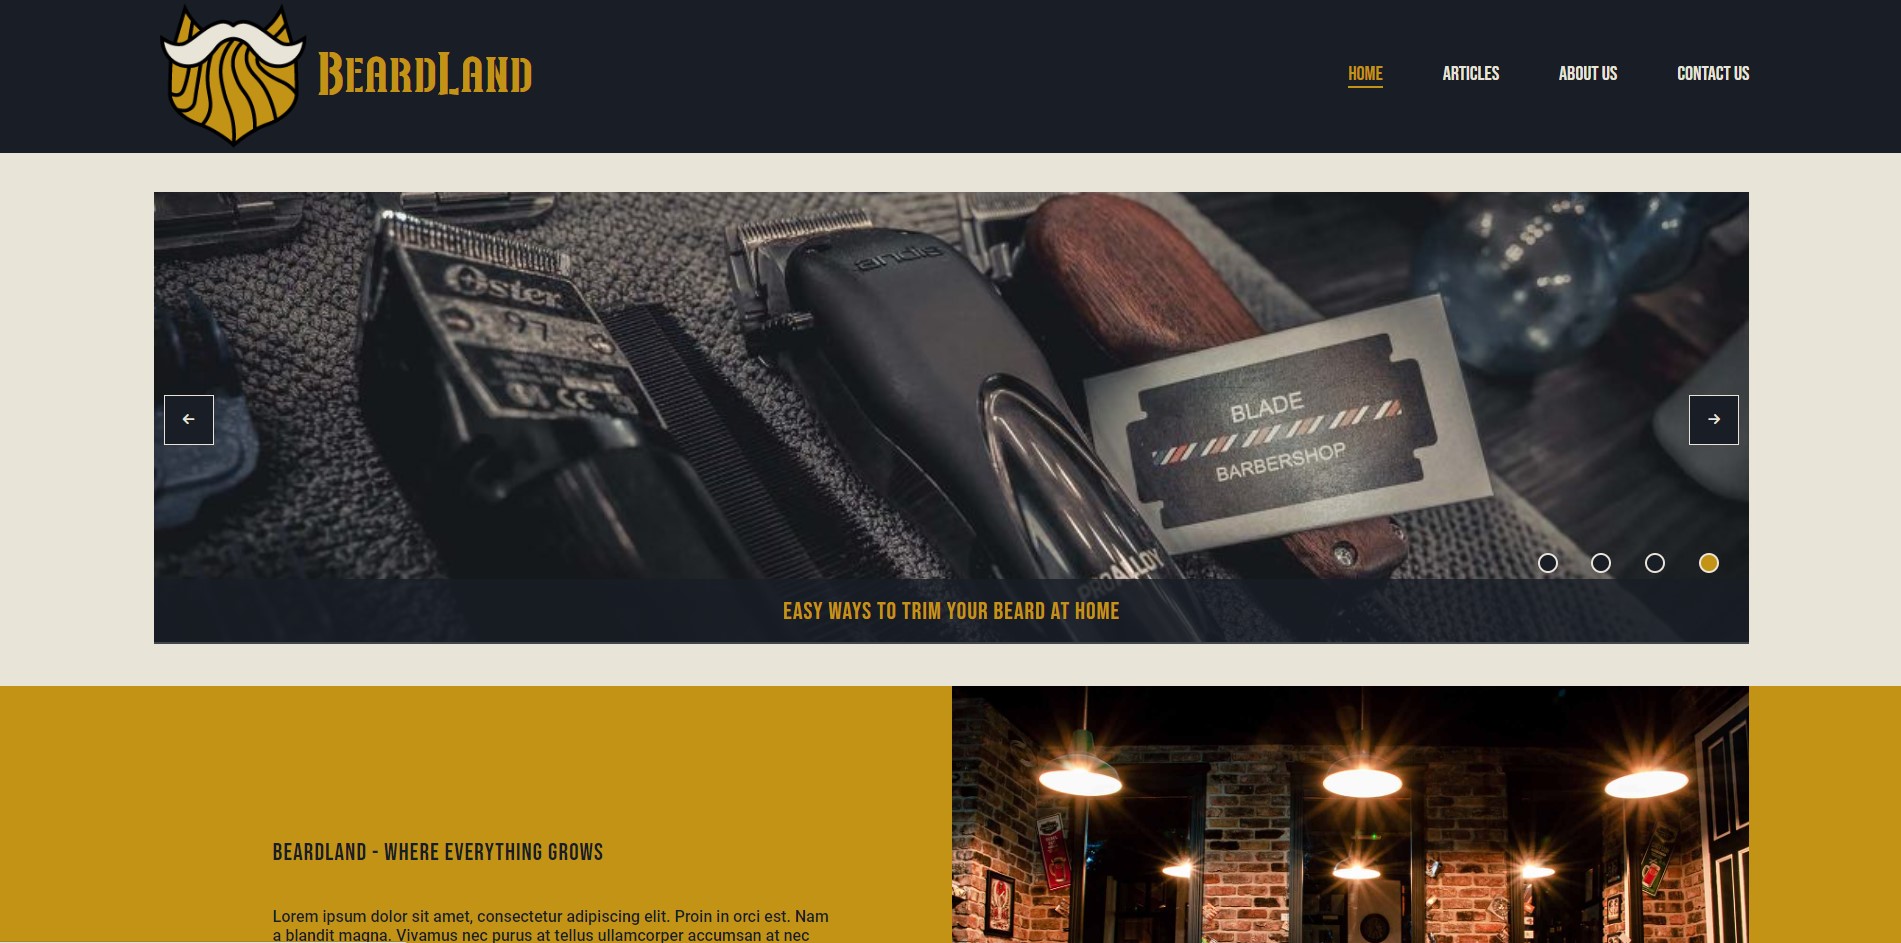 BEARDLAND
HOME
ARTICLES
ABOUT US
CONTACT US
Oster
97
CE
andis
BLADE
BARBERSHOP
PROALLOY
EASY WAYS TO TRIM YOUR BEARD AT HOME
BEARDLAND - WHERE EVERYTHING GROWS
Lorem ipsum dolor sit amet, consectetur adipiscing elit. Proin in orci est. Nam
a blandit magna. Vivamus nec purus at tellus ullamcorper accumsan at nec